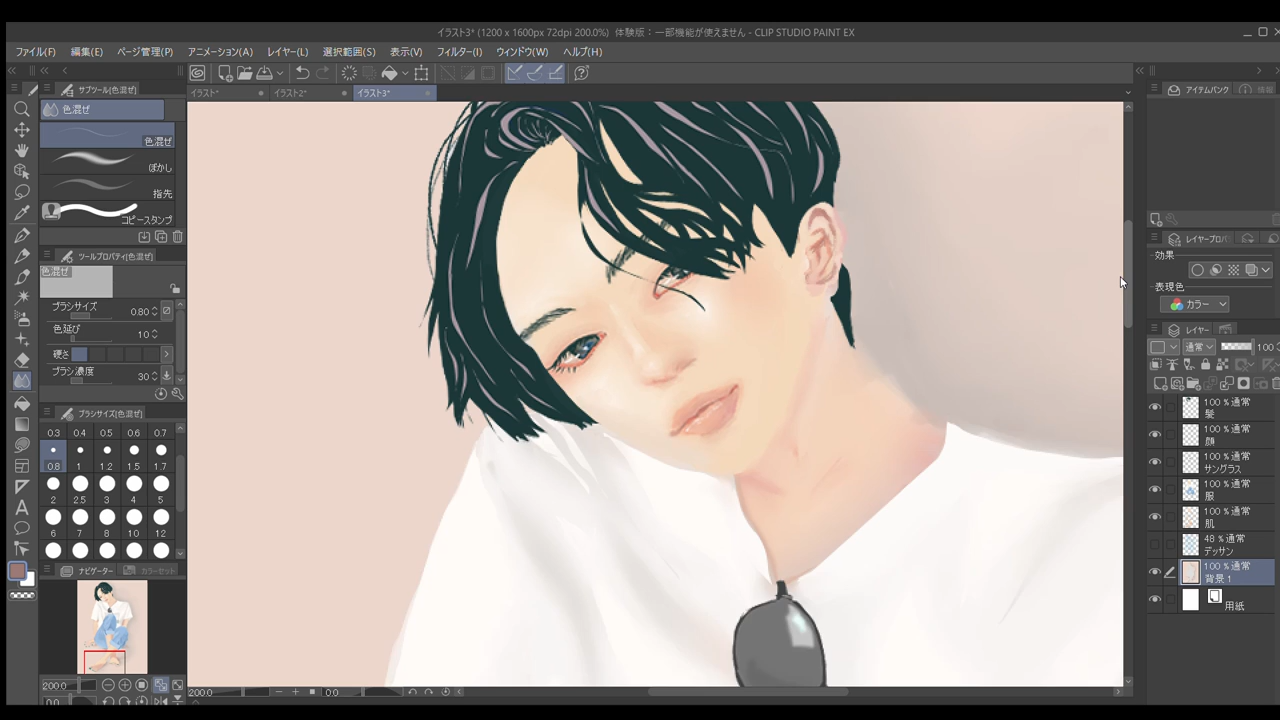 イラスト3* (1200 x 1600px 72dpi 200.0%) 体験版：一部機能が使えません - CLIP STUDIO PAINT EX
ファイル(F) 編集(E) ページ管理(P) アニメーション(A) レイヤー(L) 選択範囲(S) 表示(V) フィルター(I) ウィンドウ(W) ヘルプ(H)
サブツール[色混ぜ]
イラスト* イラスト2* イラスト3*
色混ぜ
色混ぜ
ぼかし
指先
コピースタンプ
ツールプロパティ[色混ぜ]
色混ぜ
ブラシサイズ 0.80
色延び 10
硬さ
ブラシ濃度 30
ブラシサイズ[色混ぜ]
0.3 0.4 0.5 0.6 0.7
0.8 1 1.2 1.5 1.7
2 2.5 3 4 5
6 7 8 10 12
ナビゲーター カラーセット
200.0
0.0
200.0 0.0
アイテムバンク 情報
レイヤープロパ
効果
表現色
カラー
レイヤー
通常 100
100 %通常
髪
100 %通常
顔
100 %通常
サングラス
100 %通常
服
100 %通常
肌
48 %通常
デッサン
100 %通常
背景 1
用紙